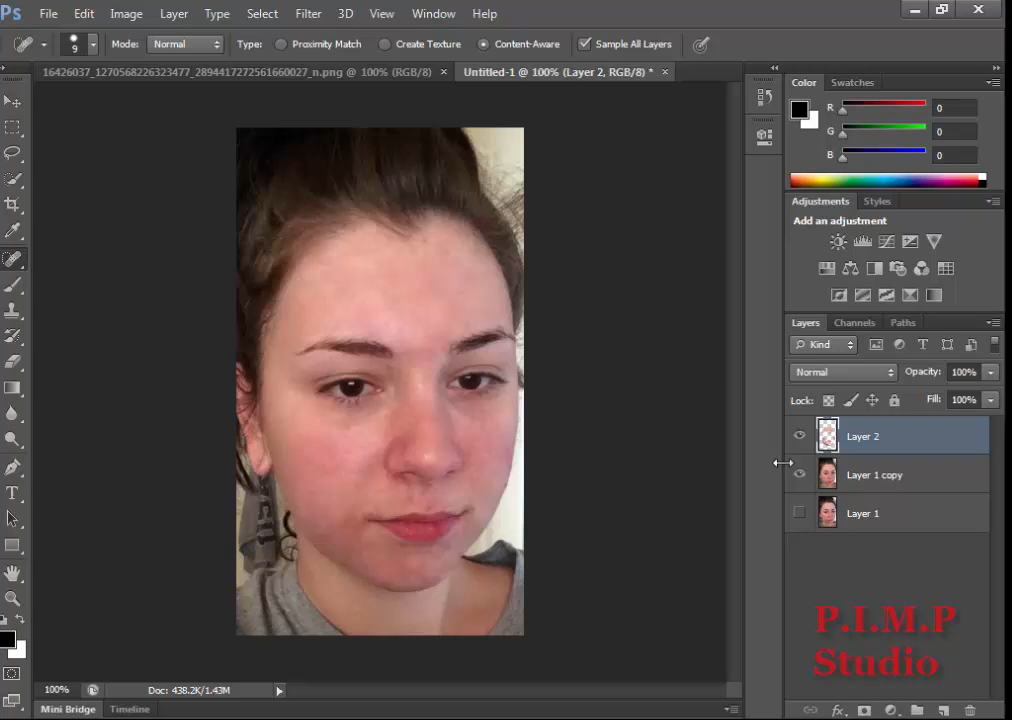 Ps File Edit Image Layer Type Select Filter 3D View Window Help
9 Mode: Normal Type: Proximity Match Create Texture Content-Aware Sample All Layers
16426037_1270568226323477_2894417272561660027_n.png @ 100% (RGB/8) × Untitled-1 @ 100% (Layer 2, RGB/8) * ×
Color Swatches
R 0
G 0
B 0
Adjustments Styles
Add an adjustment
Layers Channels Paths
Kind
Normal Opacity: 100%
Lock: Fill: 100%
Layer 2
Layer 1 copy
Layer 1
P.I.M.P
Studio
100% Doc: 438.2K/1.43M
Mini Bridge Timeline